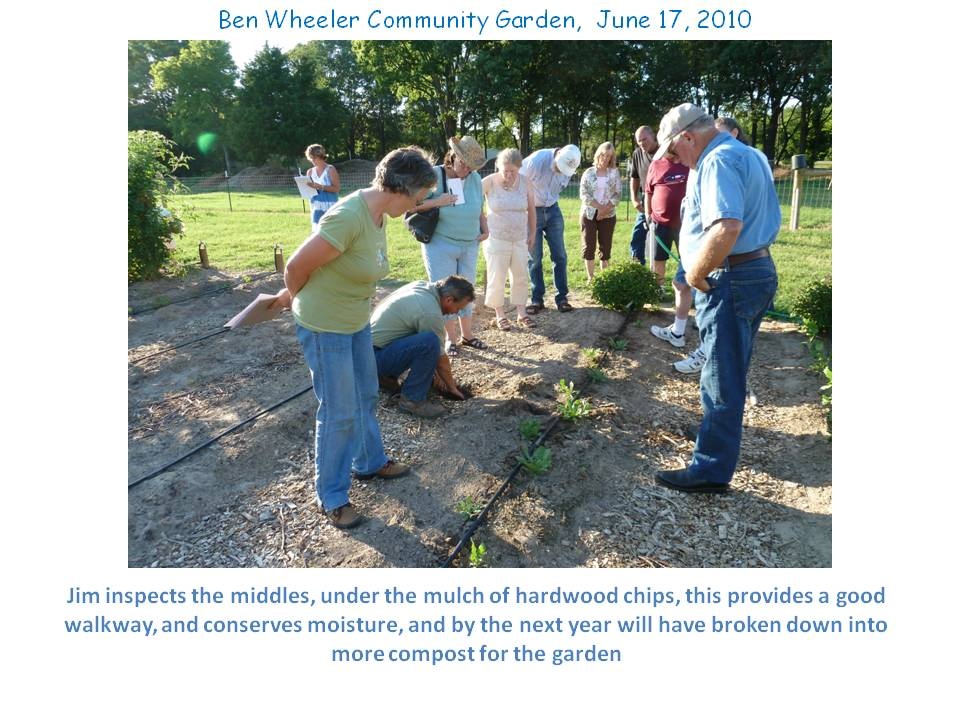 Ben Wheeler Community Garden,  June 17, 2010
Jim inspects the middles, under the mulch of hardwood chips, this provides a good
walkway, and conserves moisture, and by the next year will have broken down into
more compost for the garden